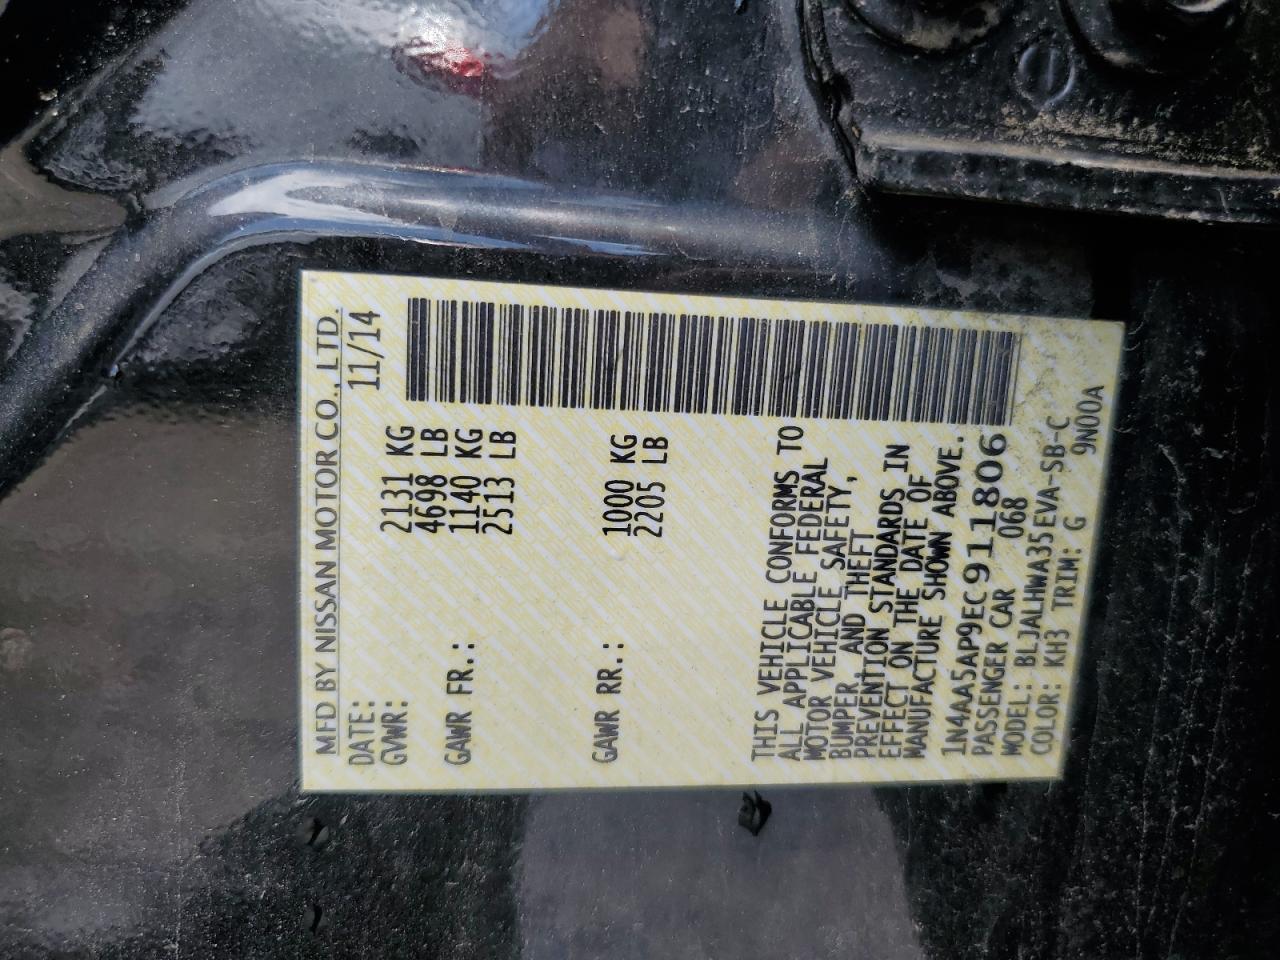 MFD BY NISSAN MOTOR CO., LTD.
DATE: 11/14
GVWR: 2131 KG
4698 LB
GAWR FR.: 1140 KG
2513 LB
GAWR RR.: 1000 KG
2205 LB
THIS VEHICLE CONFORMS TO
ALL APPLICABLE FEDERAL
MOTOR VEHICLE SAFETY,
BUMPER, AND THEFT
PREVENTION STANDARDS IN
EFFECT ON THE DATE OF
MANUFACTURE SHOWN ABOVE.
1N4AA5AP9EC911806
PASSENGER CAR 068
MODEL: BLJALHWA35EVA-SB-C
COLOR: KH3 TRIM: G 9N00A